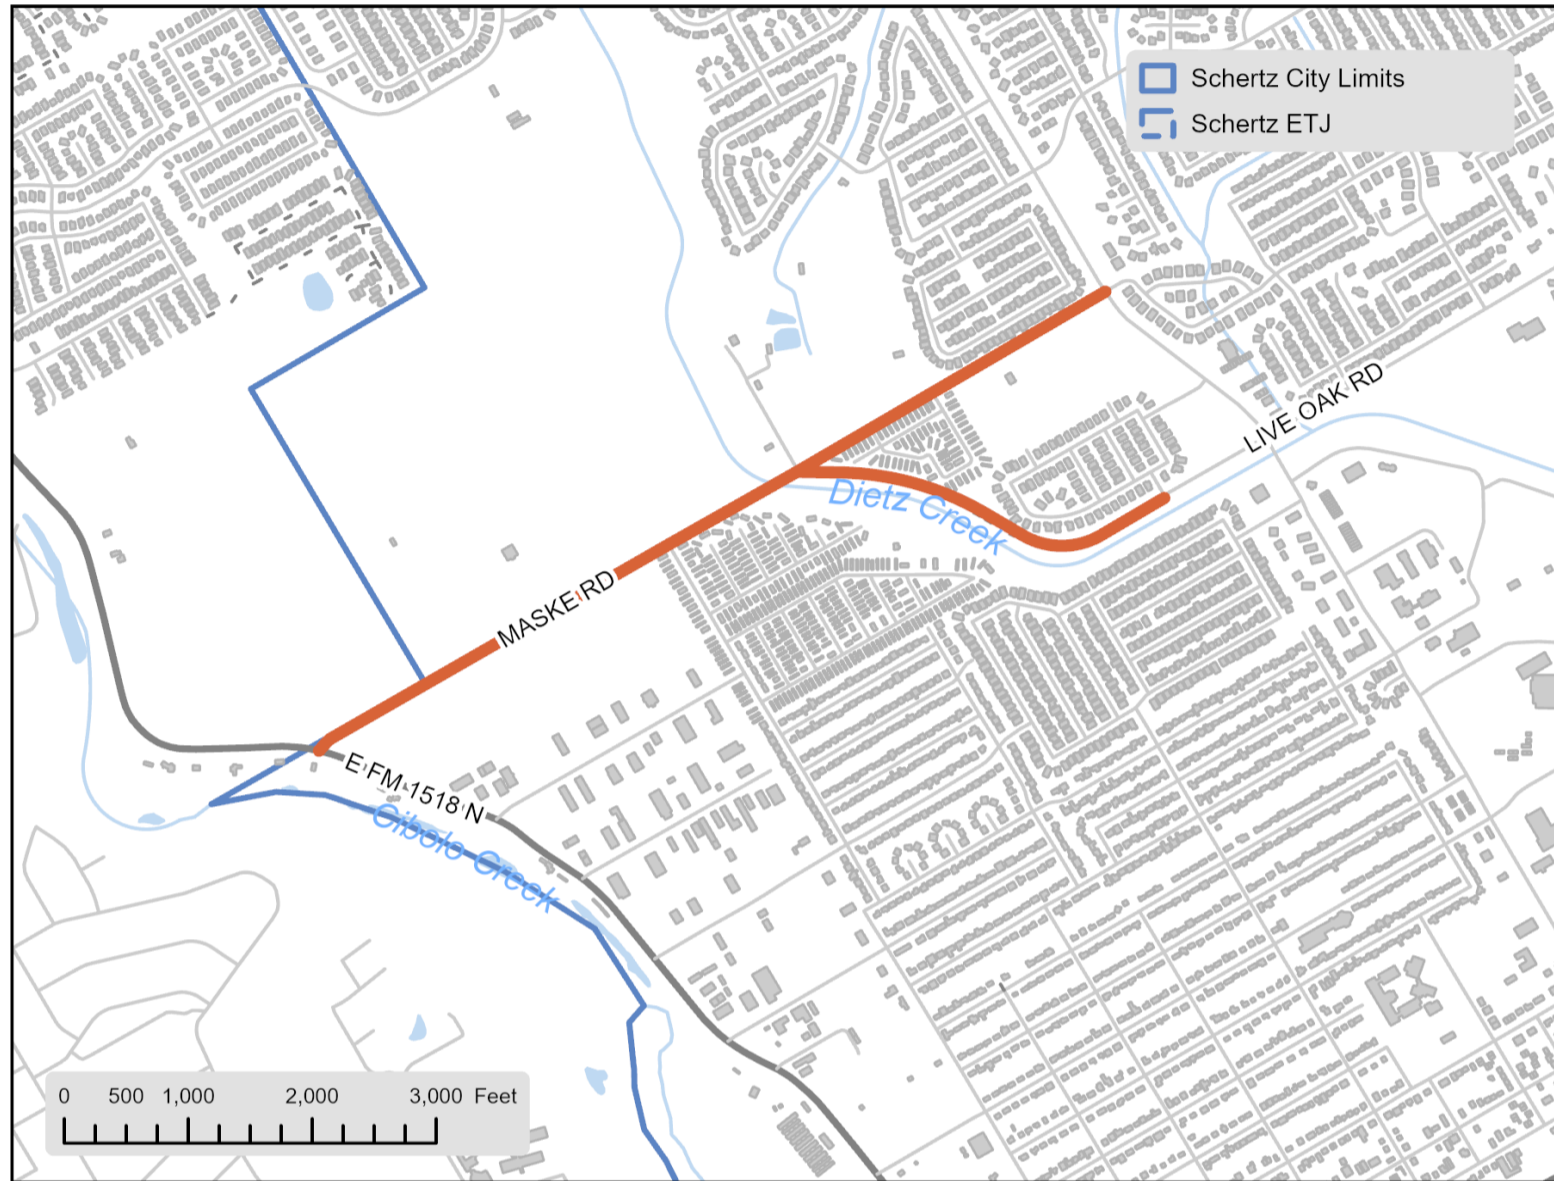 Schertz City Limits
Schertz ETJ
LIVE OAK RD
Dietz Creek
MASKE RD
E FM 1518 N
Cibolo Creek
0 500 1,000 2,000 3,000 Feet